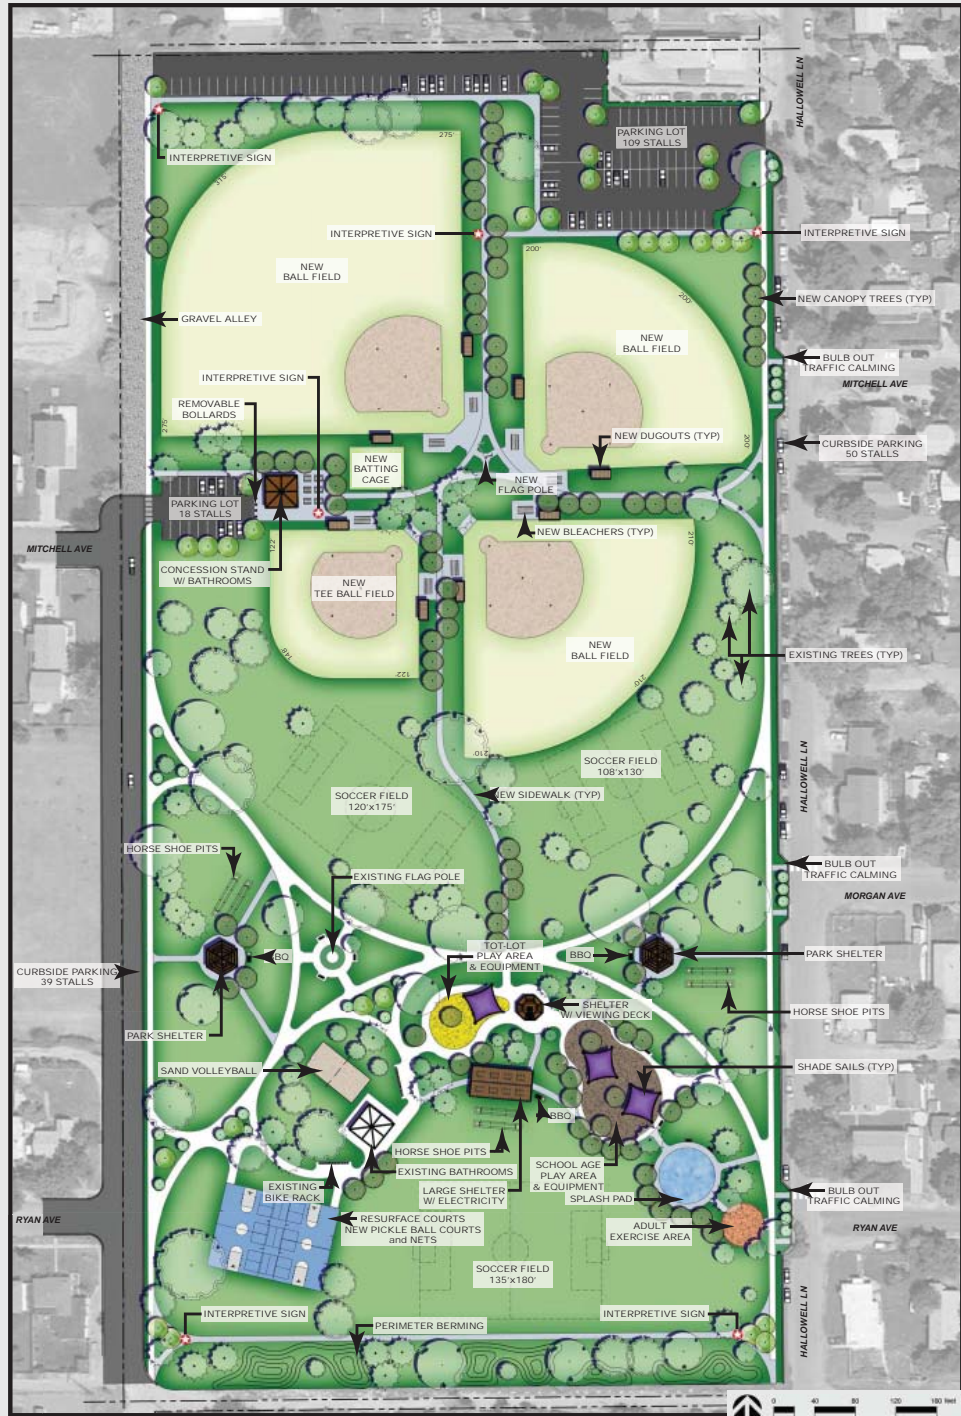 HALLOWELL LN
PARKING LOT
109 STALLS
275'
INTERPRETIVE SIGN
315'
INTERPRETIVE SIGN
INTERPRETIVE SIGN
200'
NEW
BALL FIELD
200'
NEW CANOPY TREES (TYP)
GRAVEL ALLEY
NEW
BALL FIELD
BULB OUT
TRAFFIC CALMING
MITCHELL AVE
INTERPRETIVE SIGN
REMOVABLE
BOLLARDS
275'
NEW DUGOUTS (TYP)
200'
CURBSIDE PARKING
50 STALLS
NEW
BATTING
CAGE
NEW
FLAG POLE
PARKING LOT
18 STALLS
NEW BLEACHERS (TYP)
210'
MITCHELL AVE
122'
CONCESSION STAND
W/ BATHROOMS
NEW
TEE BALL FIELD
NEW
BALL FIELD
EXISTING TREES (TYP)
148'
122'
210'
210'
SOCCER FIELD
108'x130'
HALLOWELL LN
SOCCER FIELD
120'x175'
NEW SIDEWALK (TYP)
HORSE SHOE PITS
EXISTING FLAG POLE
BULB OUT
TRAFFIC CALMING
MORGAN AVE
TOT-LOT
PLAY AREA
& EQUIPMENT
BBQ
BBQ
PARK SHELTER
CURBSIDE PARKING
39 STALLS
SHELTER
W/ VIEWING DECK
HORSE SHOE PITS
PARK SHELTER
SAND VOLLEYBALL
SHADE SAILS (TYP)
BBQ
HORSE SHOE PITS
EXISTING BATHROOMS
SCHOOL AGE
PLAY AREA
& EQUIPMENT
EXISTING
BIKE RACK
LARGE SHELTER
W/ ELECTRICITY
SPLASH PAD
BULB OUT
TRAFFIC CALMING
RYAN AVE
RESURFACE COURTS
NEW PICKLE BALL COURTS
and NETS
ADULT
EXERCISE AREA
RYAN AVE
SOCCER FIELD
135'x180'
INTERPRETIVE SIGN
INTERPRETIVE SIGN
PERIMETER BERMING
HALLOWELL LN
0 40 80 120 160 feet